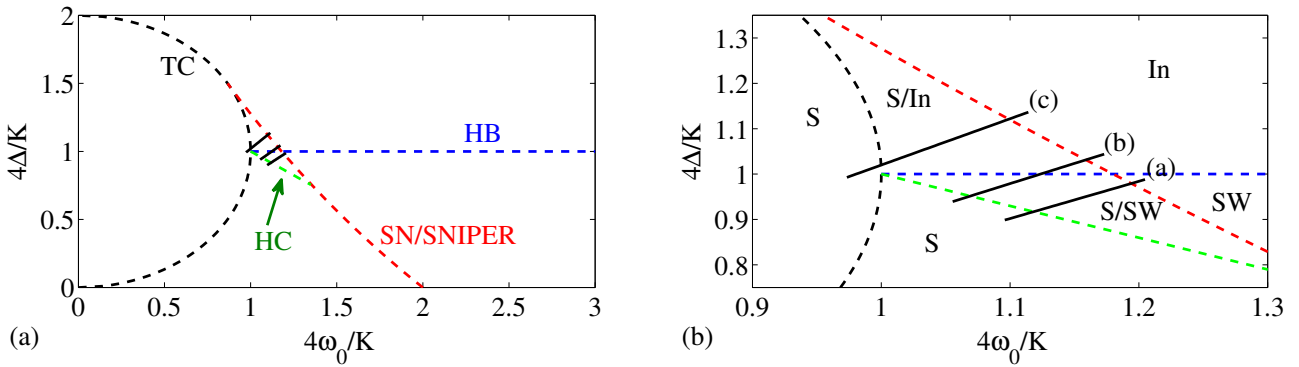 2
1.5
1
0.5
0
0
0.5
1
1.5
2
2.5
3
4Δ/K
4ω₀/K
TC
HB
HC
SN/SNIPER
(a)
1.3
1.2
1.1
1
0.9
0.8
0.9
1
1.1
1.2
1.3
4Δ/K
4ω₀/K
In
S/In
(c)
S
(b)
(a)
SW
S/SW
S
(b)